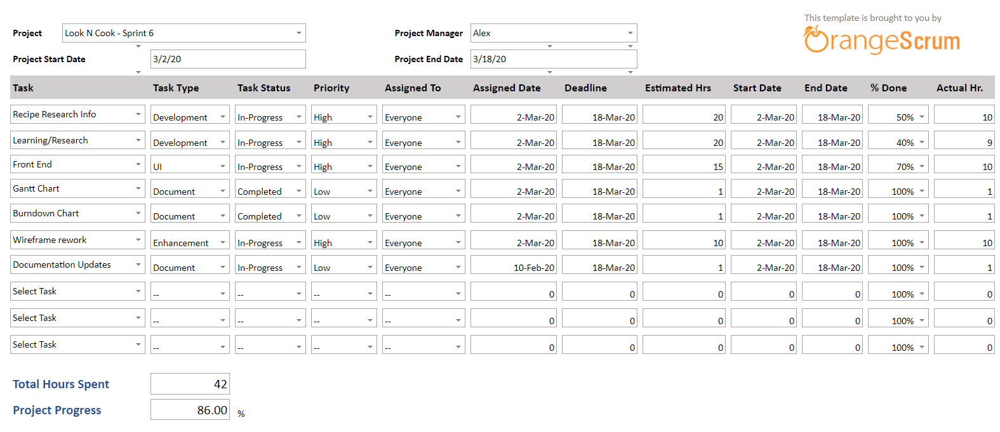 This template is brought to you by
OrangeScrum
Project Look N Cook - Sprint 6 Project Manager Alex
Project Start Date 3/2/20 Project End Date 3/18/20
Task Task Type Task Status Priority Assigned To Assigned Date Deadline Estimated Hrs Start Date End Date % Done Actual Hr.
Recipe Research Info Development In-Progress High Everyone 2-Mar-20 18-Mar-20 20 2-Mar-20 18-Mar-20 50% 10
Learning/Research Development In-Progress High Everyone 2-Mar-20 18-Mar-20 20 2-Mar-20 18-Mar-20 40% 9
Front End UI In-Progress High Everyone 2-Mar-20 18-Mar-20 15 2-Mar-20 18-Mar-20 70% 10
Gantt Chart Document Completed Low Everyone 2-Mar-20 18-Mar-20 1 2-Mar-20 18-Mar-20 100% 1
Burndown Chart Document Completed Low Everyone 2-Mar-20 18-Mar-20 1 2-Mar-20 18-Mar-20 100% 1
Wireframe rework Enhancement In-Progress High Everyone 2-Mar-20 18-Mar-20 10 2-Mar-20 18-Mar-20 100% 10
Documentation Updates Document In-Progress Low Everyone 10-Feb-20 18-Mar-20 1 2-Mar-20 18-Mar-20 100% 1
Select Task -- -- -- -- 0 0 0 0 0 100% 0
Select Task -- -- -- -- 0 0 0 0 0 100% 0
Select Task -- -- -- -- 0 0 0 0 0 100% 0
Total Hours Spent 42
Project Progress 86.00 %